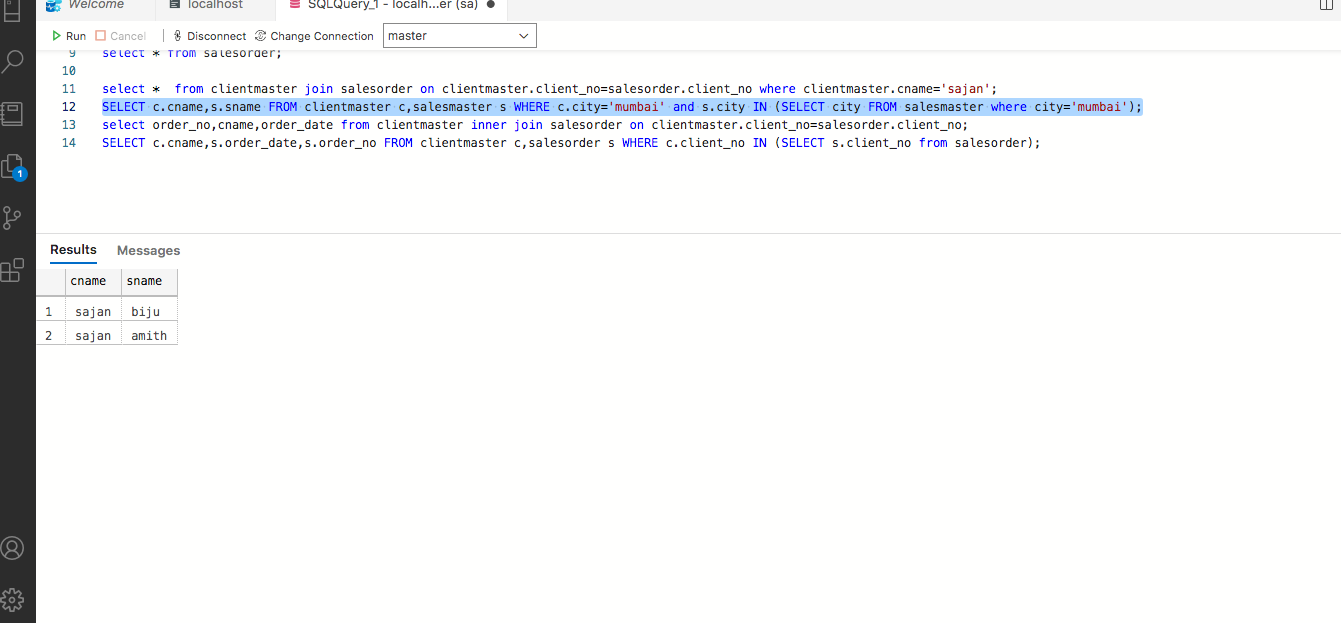 Welcome
localhost
SQLQuery_1 - localh...er (sa)
Run
Cancel
Disconnect
Change Connection
master
9 select * from salesorder;
10
11 select *  from clientmaster join salesorder on clientmaster.client_no=salesorder.client_no where clientmaster.cname='sajan';
12 SELECT c.cname,s.sname FROM clientmaster c,salesmaster s WHERE c.city='mumbai' and s.city IN (SELECT city FROM salesmaster where city='mumbai');
13 select order_no,cname,order_date from clientmaster inner join salesorder on clientmaster.client_no=salesorder.client_no;
14 SELECT c.cname,s.order_date,s.order_no FROM clientmaster c,salesorder s WHERE c.client_no IN (SELECT s.client_no from salesorder);
1
Results Messages
cname sname
1 sajan biju
2 sajan amith